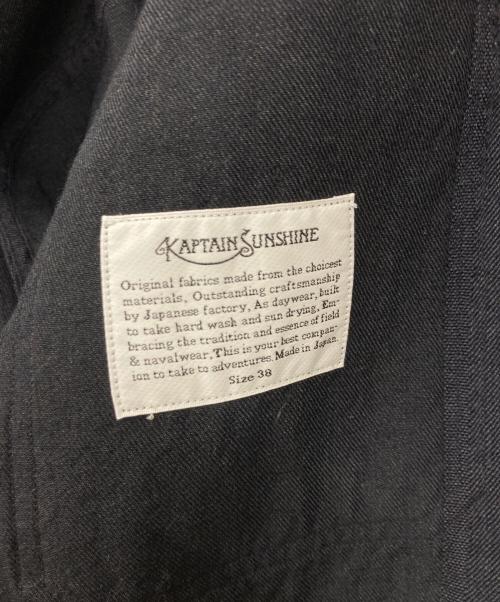 KAPTAIN SUNSHINE
Original fabrics made from the choicest
materials, Outstanding craftsmanship
by Japanese factory, As daywear, built
to take hard wash and sun drying, Em-
bracing the tradition and essence of field
& navalwear, This is your best compan-
ion to take to adventures. Made in Japan.
Size 38